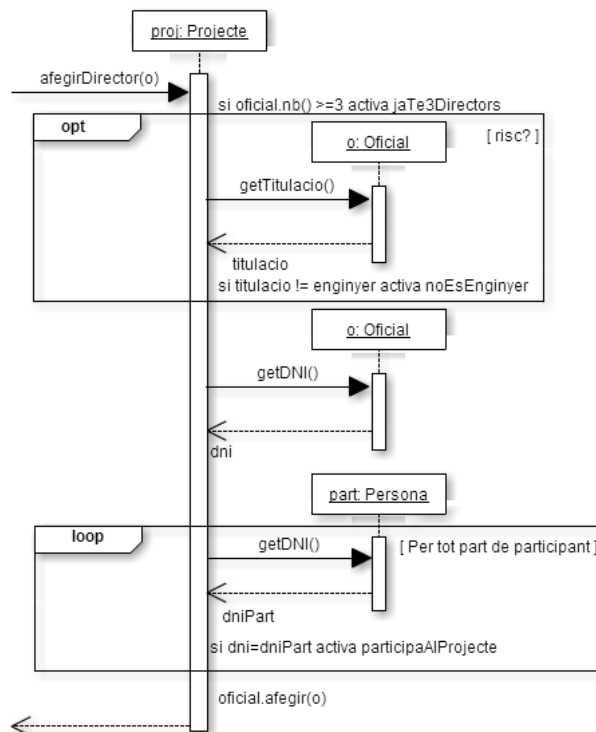 proj: Projecte
afegirDirector(o)
si oficial.nb() >=3 activa jaTe3Directors
opt
[ risc? ]
o: Oficial
getTitulacio()
titulacio
si titulacio != enginyer activa noEsEnginyer
o: Oficial
getDNI()
dni
part: Persona
loop
getDNI()
[ Per tot part de participant ]
dniPart
si dni=dniPart activa participaAlProjecte
oficial.afegir(o)